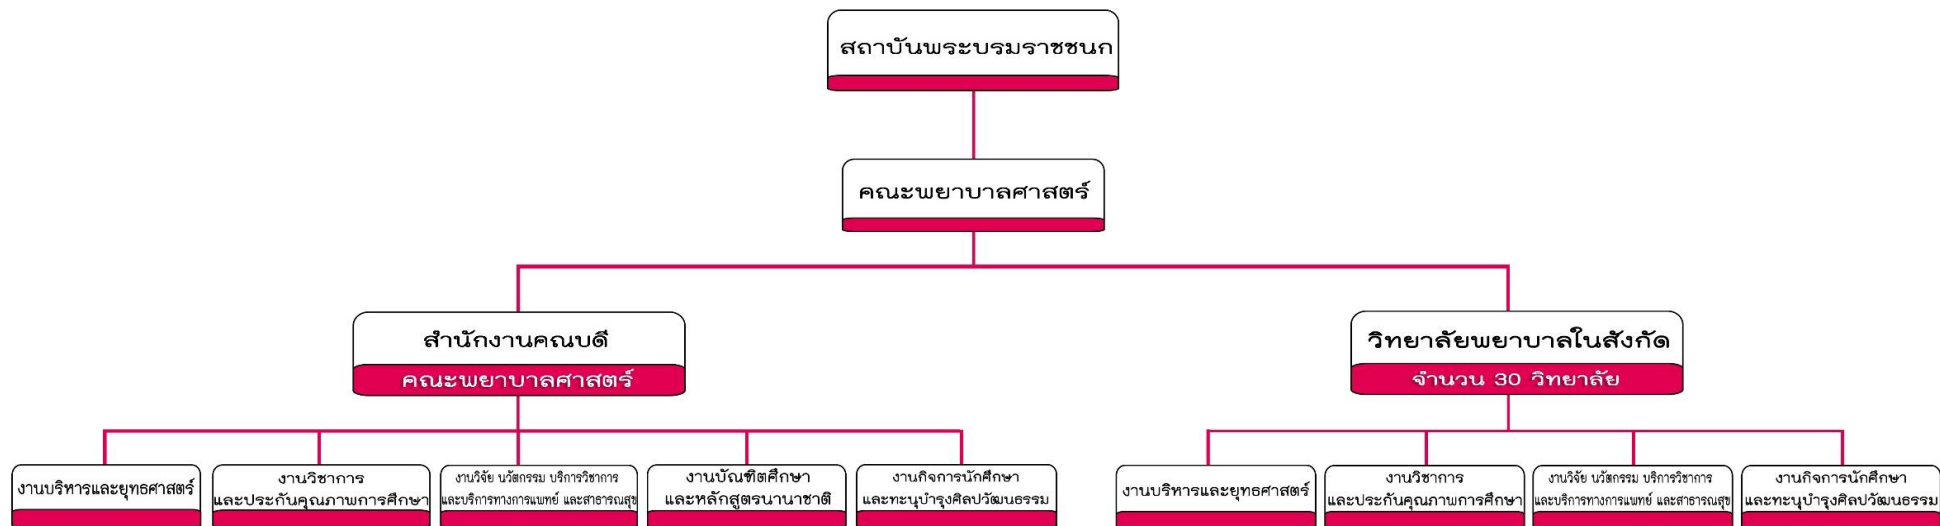 สถาบันพระบรมราชชนก
คณะพยาบาลศาสตร์
สำนักงานคณบดี
คณะพยาบาลศาสตร์
วิทยาลัยพยาบาลในสังกัด
จำนวน 30 วิทยาลัย
งานบริหารและยุทธศาสตร์
งานวิชาการ
และประกันคุณภาพการศึกษา
งานวิจัย นวัตกรรม บริการวิชาการ
และบริการทางการแพทย์ และสาธารณสุข
งานบัณฑิตศึกษา
และหลักสูตรนานาชาติ
งานกิจการนักศึกษา
และทะนุบำรุงศิลปวัฒนธรรม
งานบริหารและยุทธศาสตร์
งานวิชาการ
และประกันคุณภาพการศึกษา
งานวิจัย นวัตกรรม บริการวิชาการ
และบริการทางการแพทย์ และสาธารณสุข
งานกิจการนักศึกษา
และทะนุบำรุงศิลปวัฒนธรรม